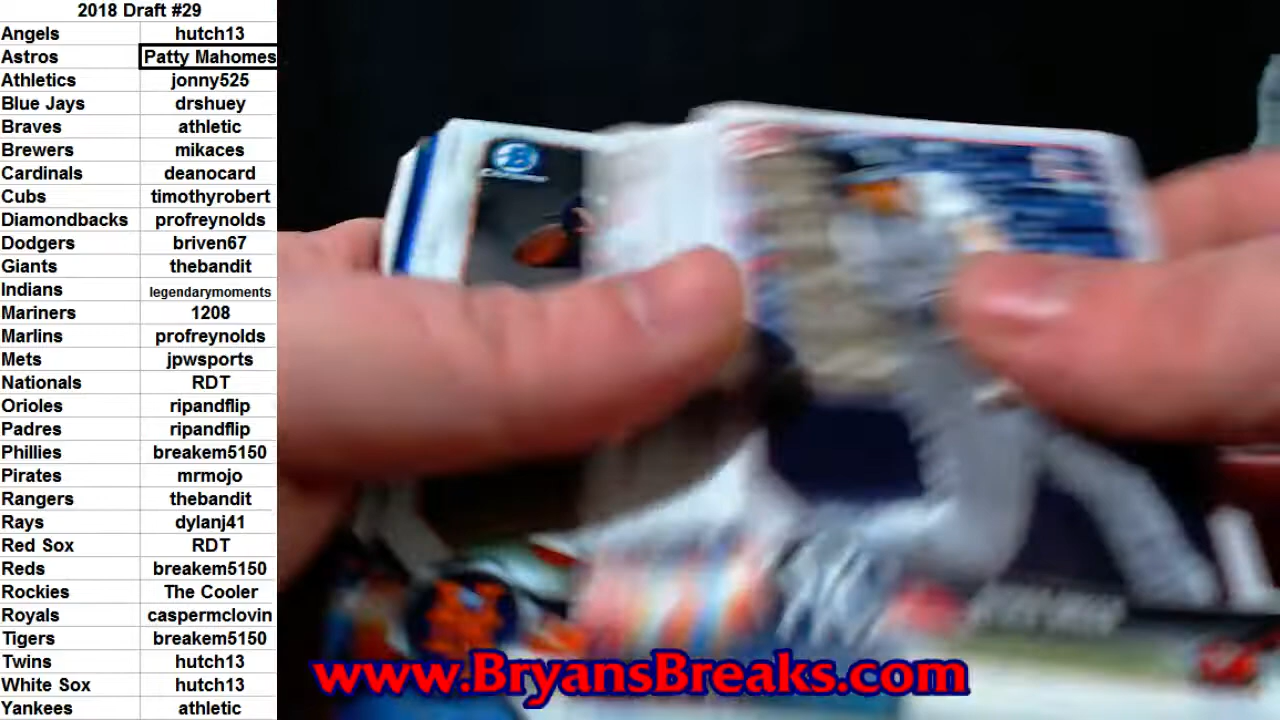 2018 Draft #29
Angels hutch13
Astros Patty Mahomes
Athletics jonny525
Blue Jays drshuey
Braves athletic
Brewers mikaces
Cardinals deanocard
Cubs timothyrobert
Diamondbacks profreynolds
Dodgers briven67
Giants thebandit
Indians legendarymoments
Mariners 1208
Marlins profreynolds
Mets jpwsports
Nationals RDT
Orioles ripandflip
Padres ripandflip
Phillies breakem5150
Pirates mrmojo
Rangers thebandit
Rays dylanj41
Red Sox RDT
Reds breakem5150
Rockies The Cooler
Royals caspermclovin
Tigers breakem5150
Twins hutch13
White Sox hutch13
Yankees athletic
www.BryansBreaks.com